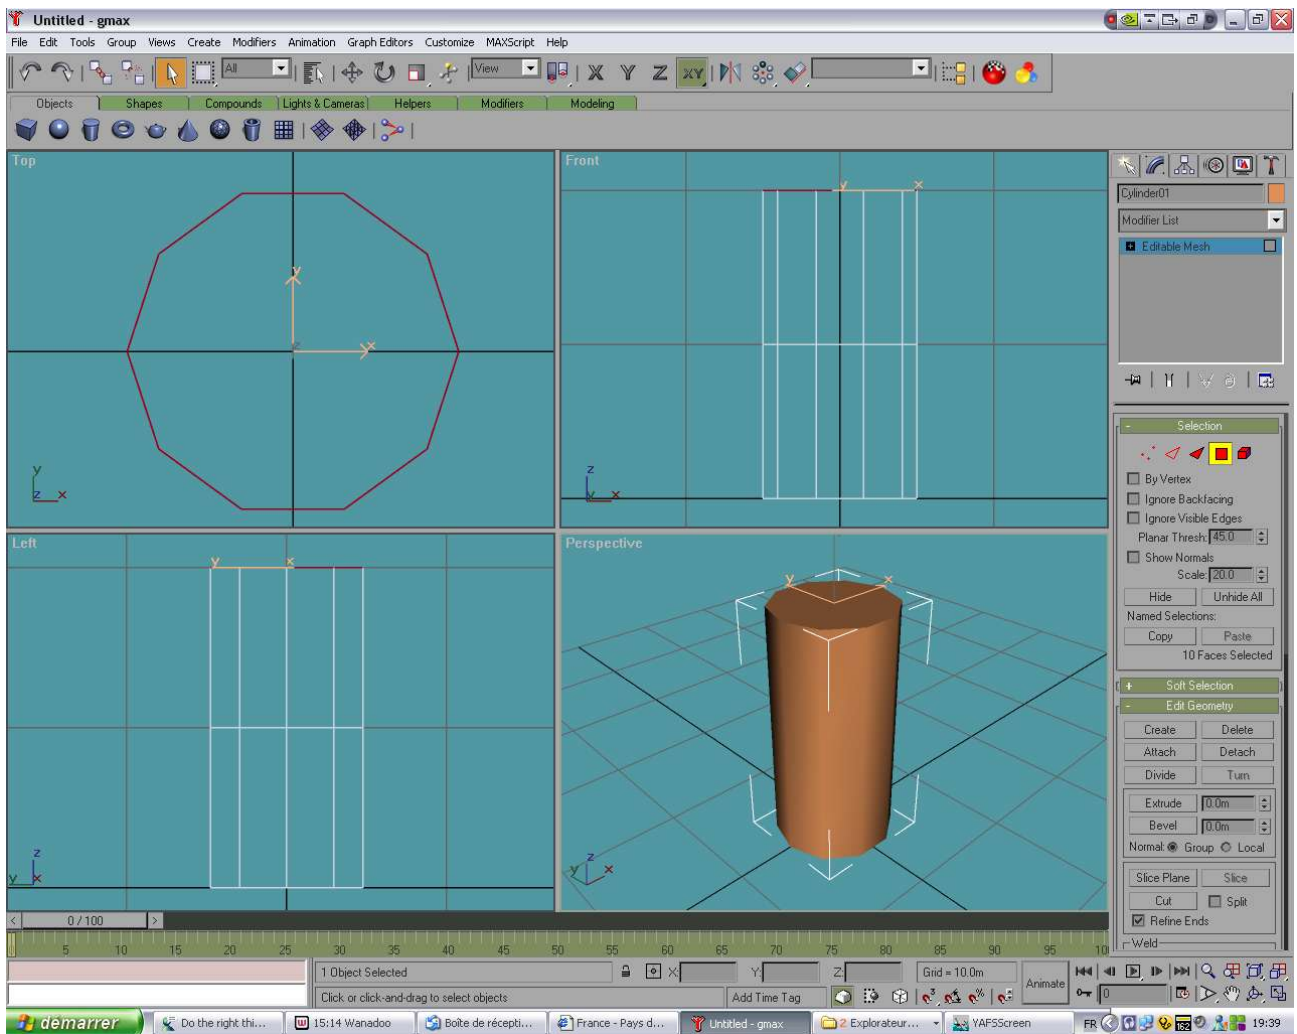 Untitled - gmax
File Edit Tools Group Views Create Modifiers Animation Graph Editors Customize MAXScript Help
All View X Y Z XY
Objects Shapes Compounds Lights & Cameras Helpers Modifiers Modeling
Top
y
x
z
y
z x
Front
y x
z
y x
Left
y x
z
y x
Perspective
y x
z
y x
Cylinder01
Modifier List
Editable Mesh
- Selection
By Vertex
Ignore Backfacing
Ignore Visible Edges
Planar Thresh: 45.0
Show Normals
Scale: 20.0
Hide Unhide All
Named Selections:
Copy Paste
10 Faces Selected
+ Soft Selection
- Edit Geometry
Create Delete
Attach Detach
Divide Turn
Extrude 0.0m
Bevel 0.0m
Normal: Group Local
Slice Plane Slice
Cut Split
Refine Ends
Weld
< 0 / 100 >
5 10 15 20 25 30 35 40 45 50 55 60 65 70 75 80 85 90 95 10
1 Object Selected X: Y: Z: Grid = 10.0m Animate
Click or click-and-drag to select objects Add Time Tag 0
démarrer Do the right thi... 15:14 Wanadoo Boîte de récepti... France - Pays d... Untitled - gmax 2 Explorateur... YAFSScreen FR 162 19:39